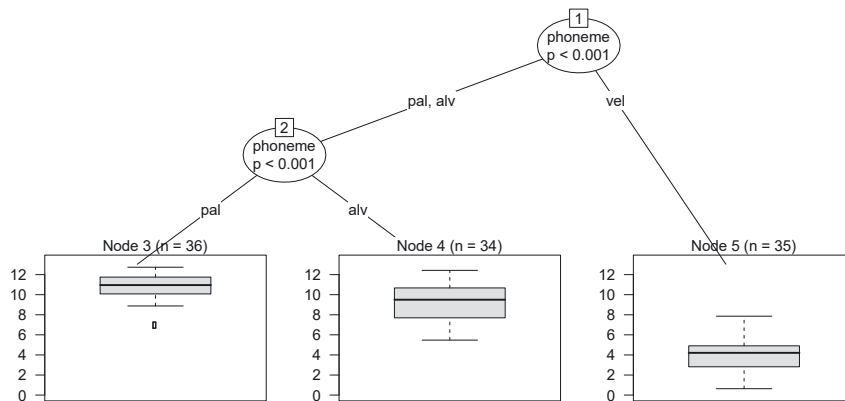 1
phoneme
p < 0.001
pal, alv
vel
2
phoneme
p < 0.001
pal
alv
Node 3 (n = 36)
12
10
8
6
4
2
0
Node 4 (n = 34)
12
10
8
6
4
2
0
Node 5 (n = 35)
12
10
8
6
4
2
0